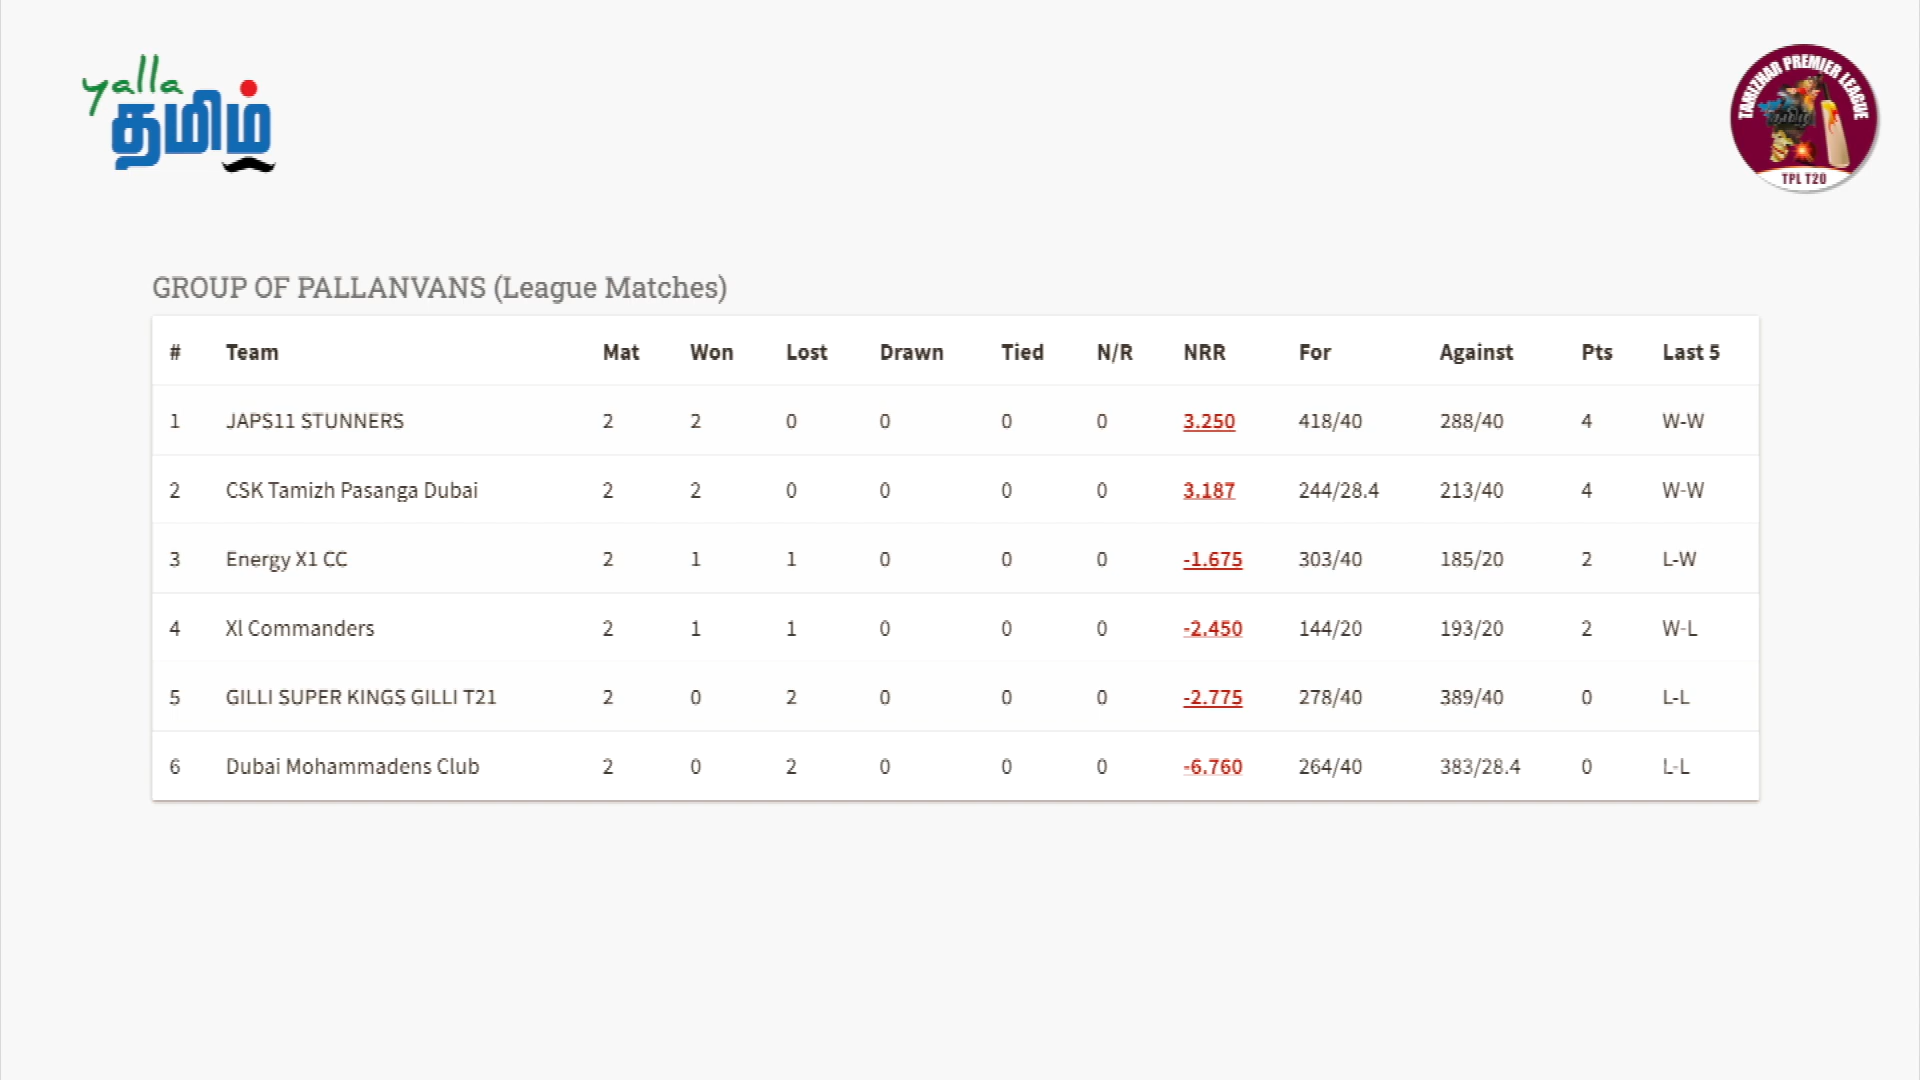 yalla
தமிழ்
TAMIZHAR PREMIER LEAGUE
TPL T20
GROUP OF PALLANVANS (League Matches)
# Team Mat Won Lost Drawn Tied N/R NRR For Against Pts Last 5
1 JAPS11 STUNNERS 2 2 0 0 0 0 3.250 418/40 288/40 4 W-W
2 CSK Tamizh Pasanga Dubai 2 2 0 0 0 0 3.187 244/28.4 213/40 4 W-W
3 Energy X1 CC 2 1 1 0 0 0 -1.675 303/40 185/20 2 L-W
4 Xl Commanders 2 1 1 0 0 0 -2.450 144/20 193/20 2 W-L
5 GILLI SUPER KINGS GILLI T21 2 0 2 0 0 0 -2.775 278/40 389/40 0 L-L
6 Dubai Mohammadens Club 2 0 2 0 0 0 -6.760 264/40 383/28.4 0 L-L